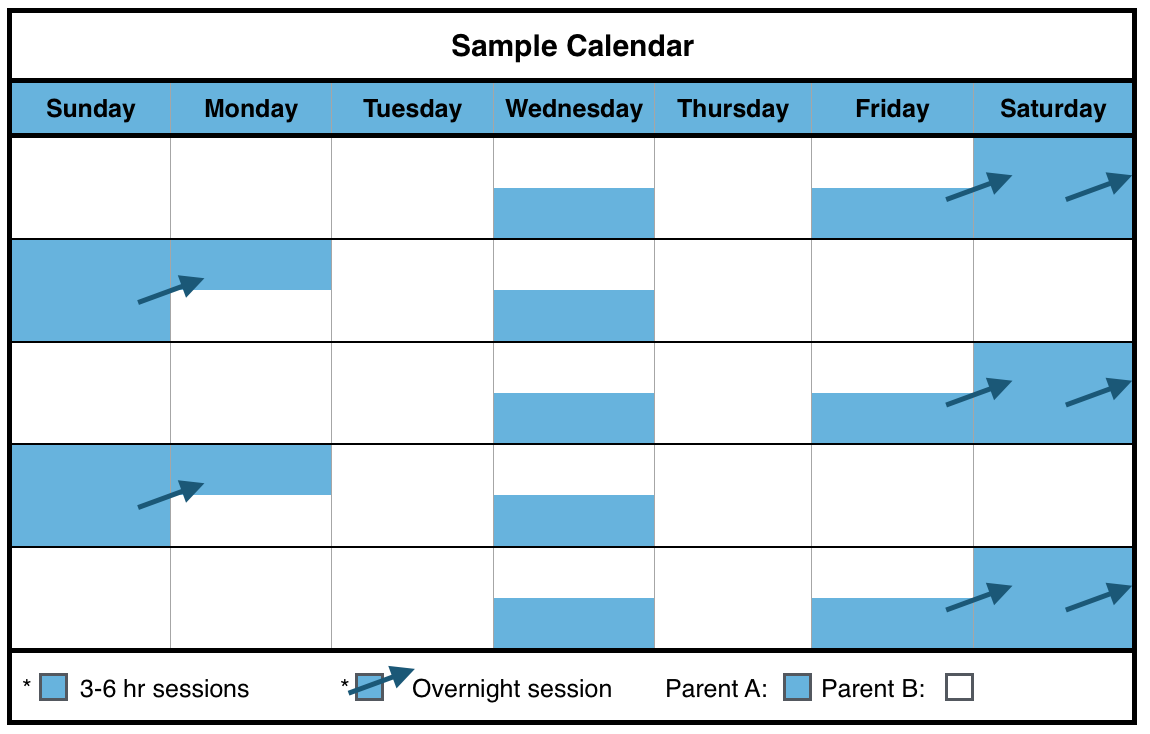 Sample Calendar
Sunday Monday Tuesday Wednesday Thursday Friday Saturday
* 3-6 hr sessions * Overnight session Parent A: Parent B: